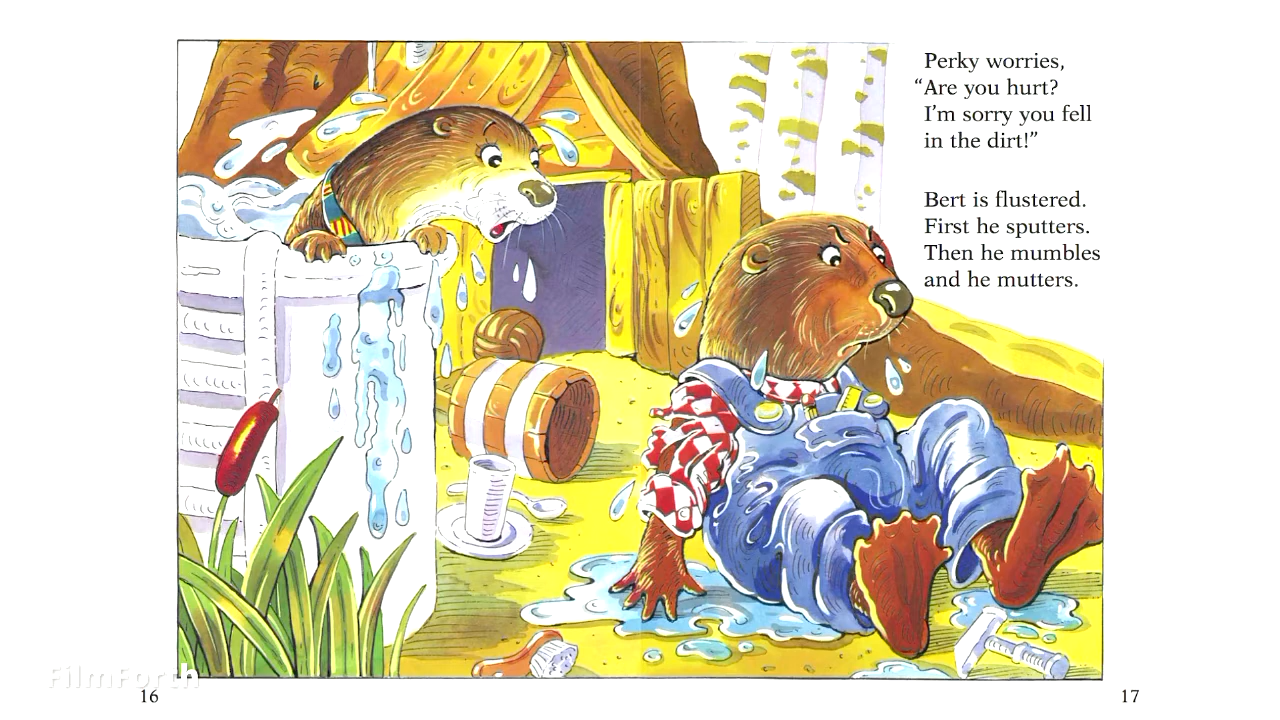 Perky worries,
“Are you hurt?
I’m sorry you fell
in the dirt!”
Bert is flustered.
First he sputters.
Then he mumbles
and he mutters.
FilmForth
16
17